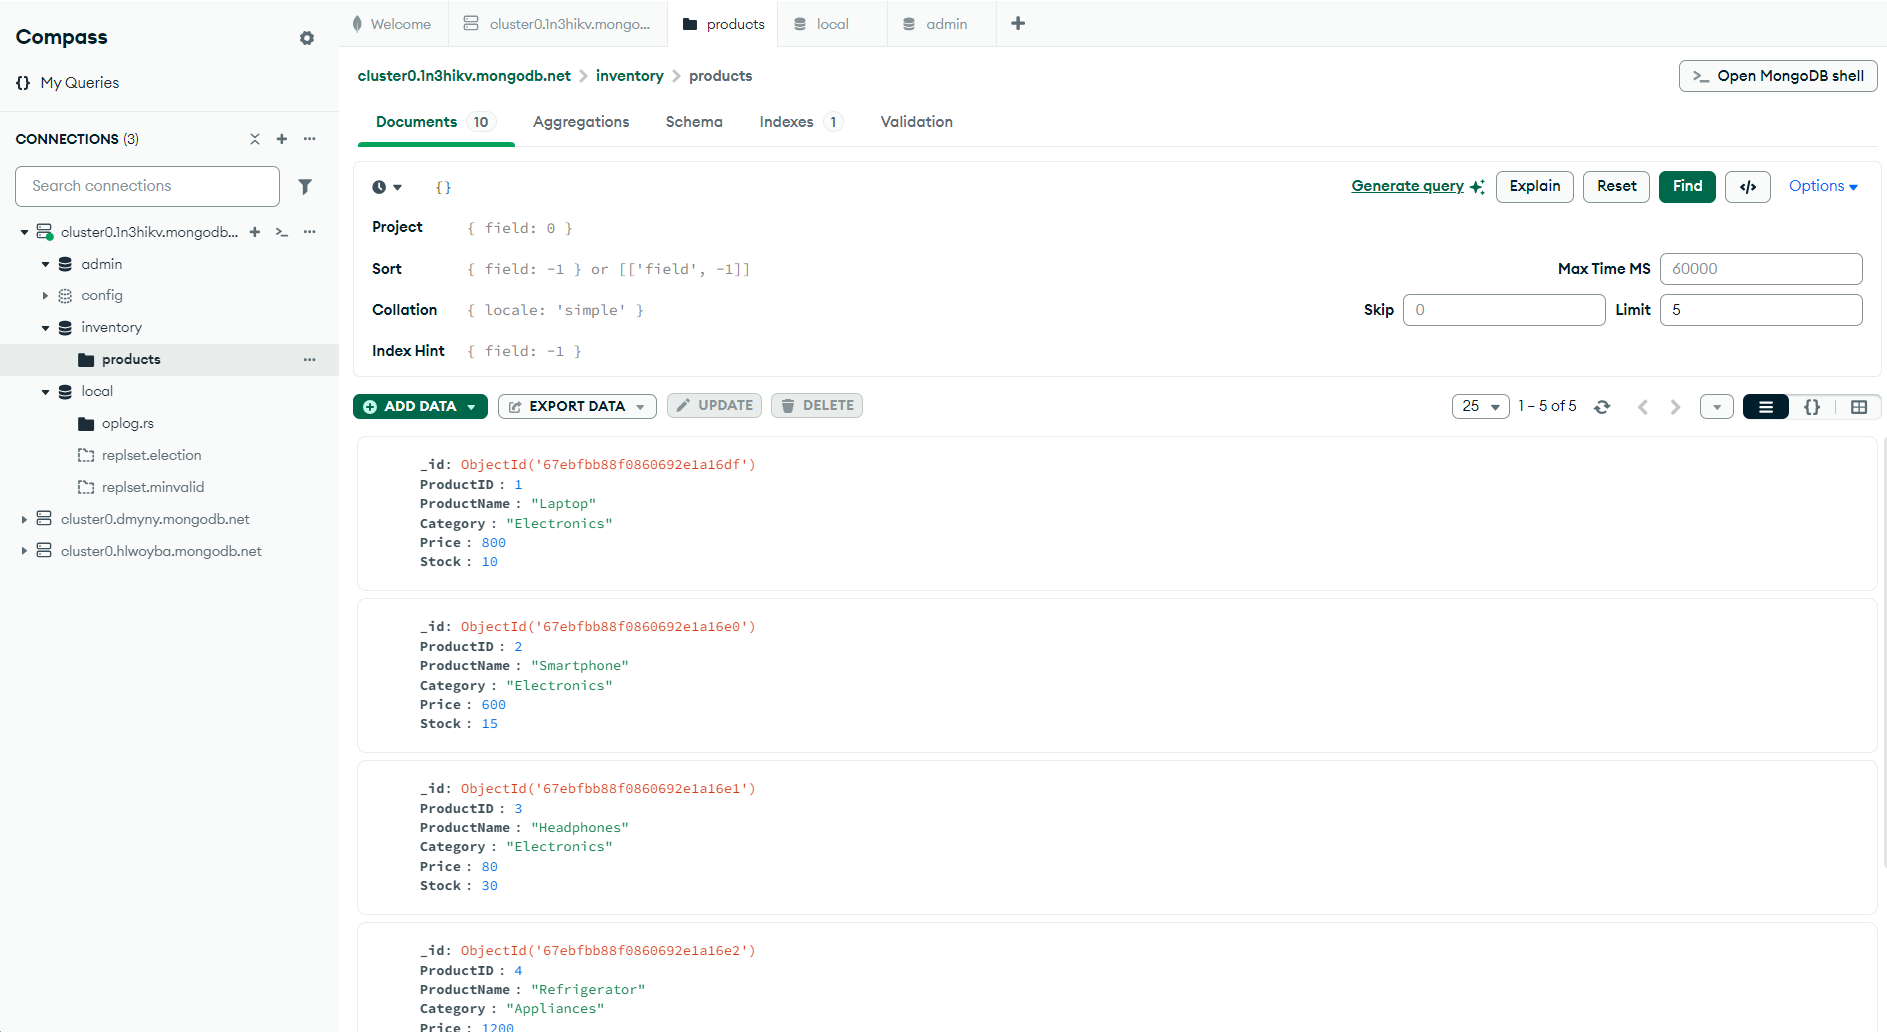 Compass
{} My Queries
CONNECTIONS (3)
Search connections
cluster0.1n3hikv.mongodb...
admin
config
inventory
products
local
oplog.rs
replset.election
replset.minvalid
cluster0.dmyny.mongodb.net
cluster0.hlwoyba.mongodb.net
Welcome
cluster0.1n3hikv.mongo...
products
local
admin
cluster0.1n3hikv.mongodb.net > inventory > products
>_ Open MongoDB shell
Documents 10
Aggregations
Schema
Indexes 1
Validation
{}
Generate query
Explain
Reset
Find
</>
Options
Project { field: 0 }
Sort { field: -1 } or [['field', -1]]
Max Time MS 60000
Collation { locale: 'simple' }
Skip 0
Limit 5
Index Hint { field: -1 }
ADD DATA
EXPORT DATA
UPDATE
DELETE
25
1 – 5 of 5
{}
_id: ObjectId('67ebfbb88f0860692e1a16df')
ProductID : 1
ProductName : "Laptop"
Category : "Electronics"
Price : 800
Stock : 10
_id: ObjectId('67ebfbb88f0860692e1a16e0')
ProductID : 2
ProductName : "Smartphone"
Category : "Electronics"
Price : 600
Stock : 15
_id: ObjectId('67ebfbb88f0860692e1a16e1')
ProductID : 3
ProductName : "Headphones"
Category : "Electronics"
Price : 80
Stock : 30
_id: ObjectId('67ebfbb88f0860692e1a16e2')
ProductID : 4
ProductName : "Refrigerator"
Category : "Appliances"
Price : 1200